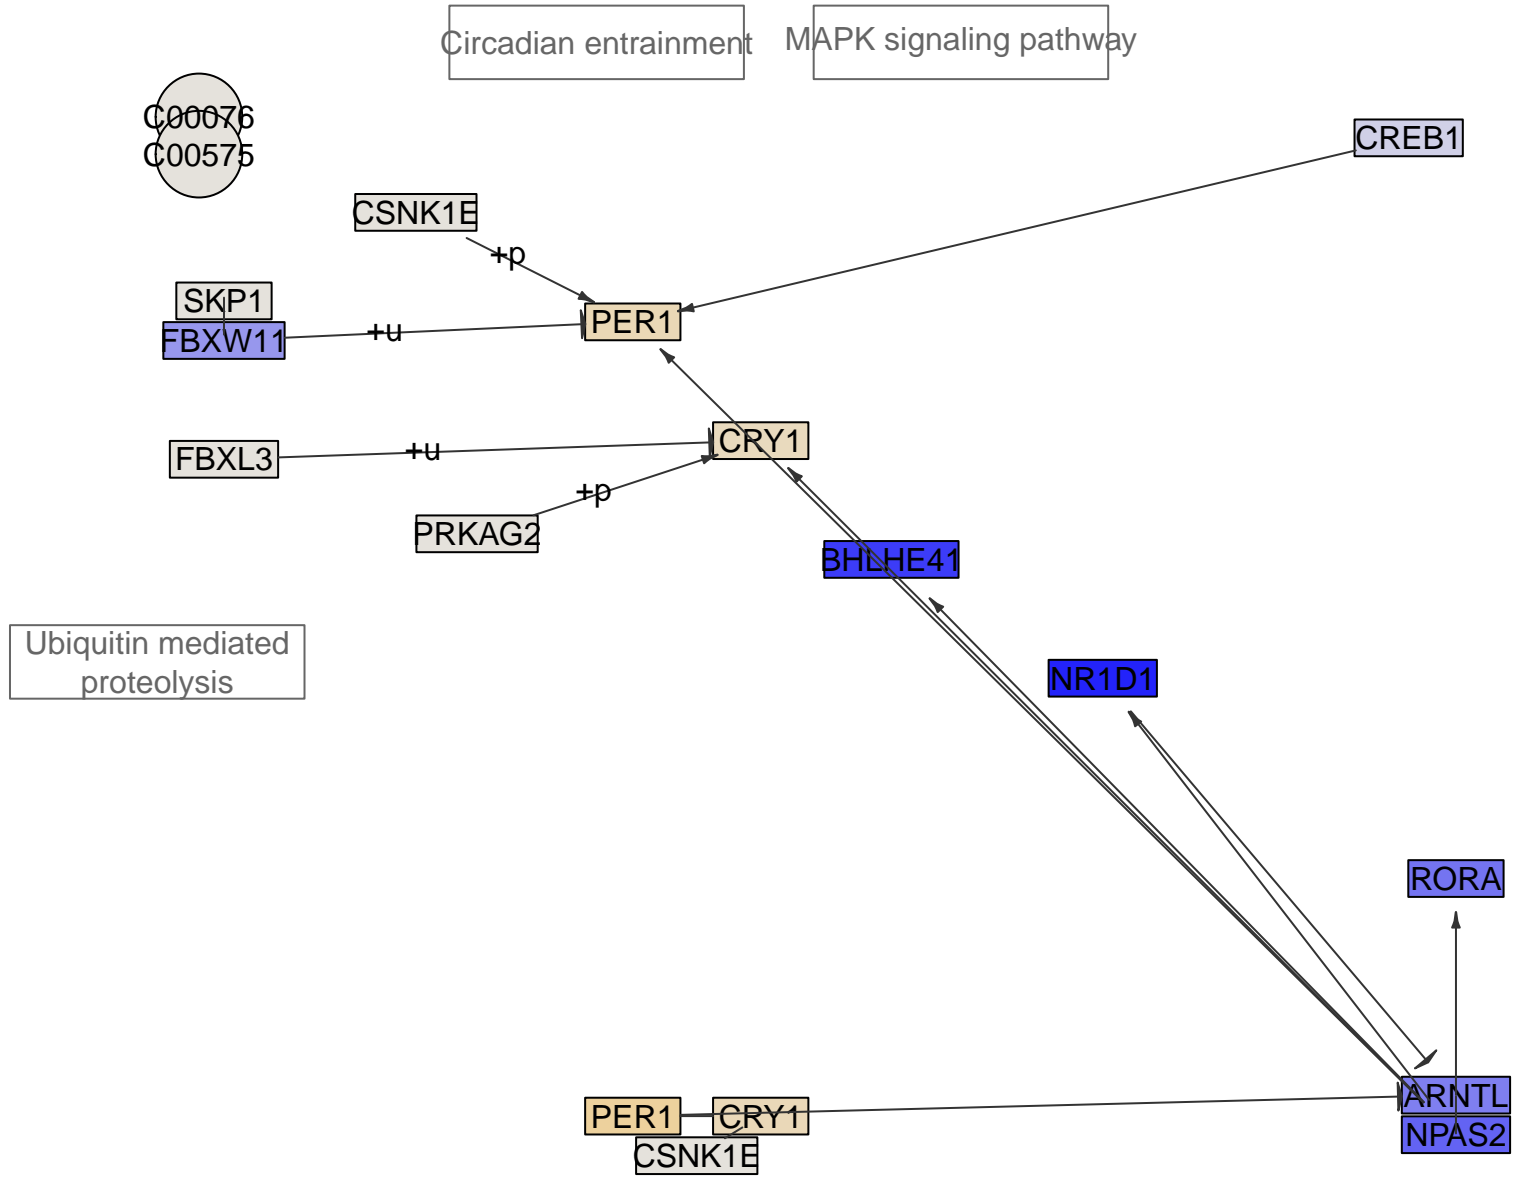 Circadian entrainment
MAPK signaling pathway
C00076
C00575
CREB1
CSNK1E
+p
SKP1
FBXW11
+u
PER1
FBXL3
+u
CRY1
PRKAG2
+p
BHLHE41
Ubiquitin mediated
proteolysis
NR1D1
RORA
ARNTL
NPAS2
PER1
CRY1
CSNK1E